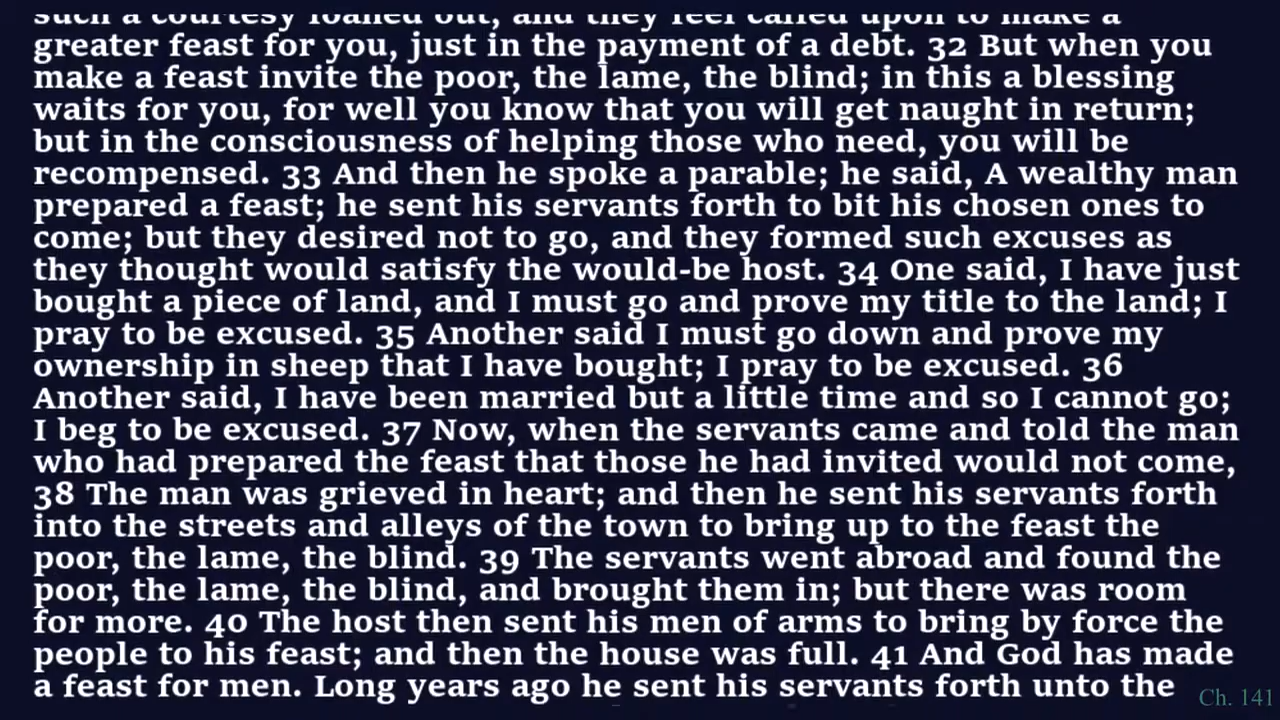 such a courtesy loaned out, and they feel called upon to make a
greater feast for you, just in the payment of a debt. 32 But when you
make a feast invite the poor, the lame, the blind; in this a blessing
waits for you, for well you know that you will get naught in return;
but in the consciousness of helping those who need, you will be
recompensed. 33 And then he spoke a parable; he said, A wealthy man
prepared a feast; he sent his servants forth to bit his chosen ones to
come; but they desired not to go, and they formed such excuses as
they thought would satisfy the would-be host. 34 One said, I have just
bought a piece of land, and I must go and prove my title to the land; I
pray to be excused. 35 Another said I must go down and prove my
ownership in sheep that I have bought; I pray to be excused. 36
Another said, I have been married but a little time and so I cannot go;
I beg to be excused. 37 Now, when the servants came and told the man
who had prepared the feast that those he had invited would not come,
38 The man was grieved in heart; and then he sent his servants forth
into the streets and alleys of the town to bring up to the feast the
poor, the lame, the blind. 39 The servants went abroad and found the
poor, the lame, the blind, and brought them in; but there was room
for more. 40 The host then sent his men of arms to bring by force the
people to his feast; and then the house was full. 41 And God has made
a feast for men. Long years ago he sent his servants forth unto the
Ch. 141